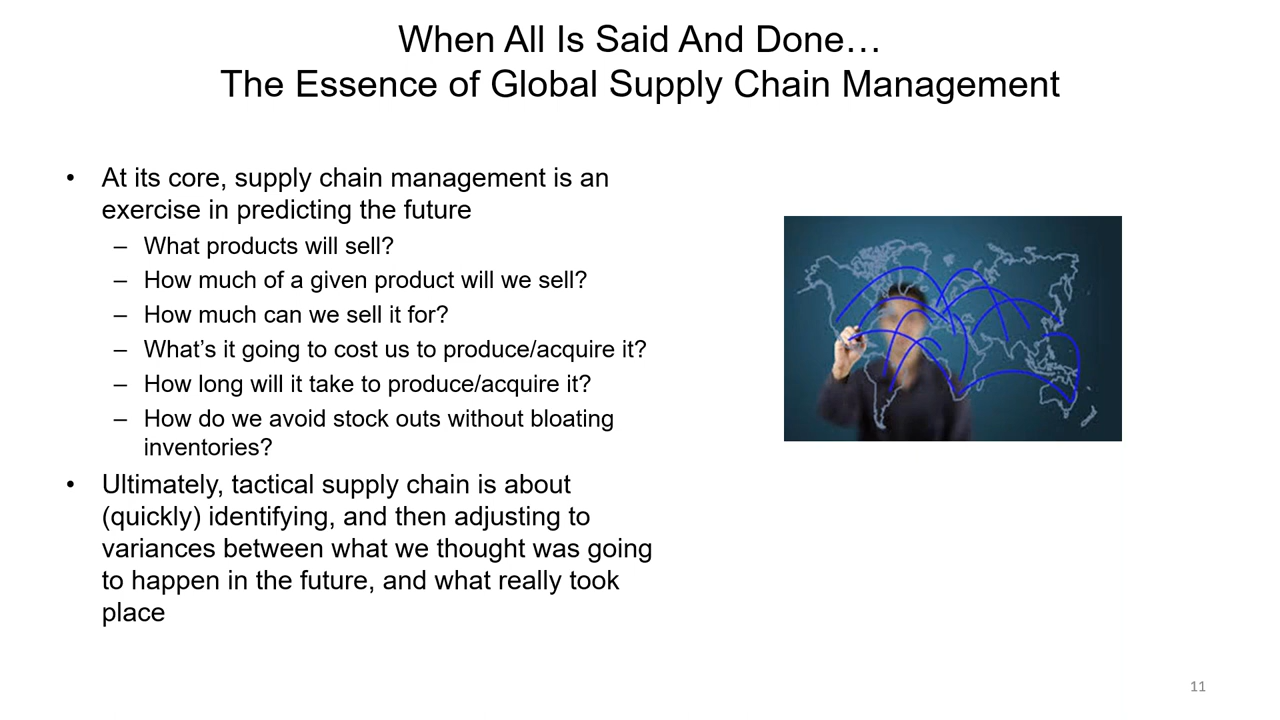 When All Is Said And Done…
The Essence of Global Supply Chain Management
• At its core, supply chain management is an
exercise in predicting the future
– What products will sell?
– How much of a given product will we sell?
– How much can we sell it for?
– What’s it going to cost us to produce/acquire it?
– How long will it take to produce/acquire it?
– How do we avoid stock outs without bloating
inventories?
• Ultimately, tactical supply chain is about
(quickly) identifying, and then adjusting to
variances between what we thought was going
to happen in the future, and what really took
place
11